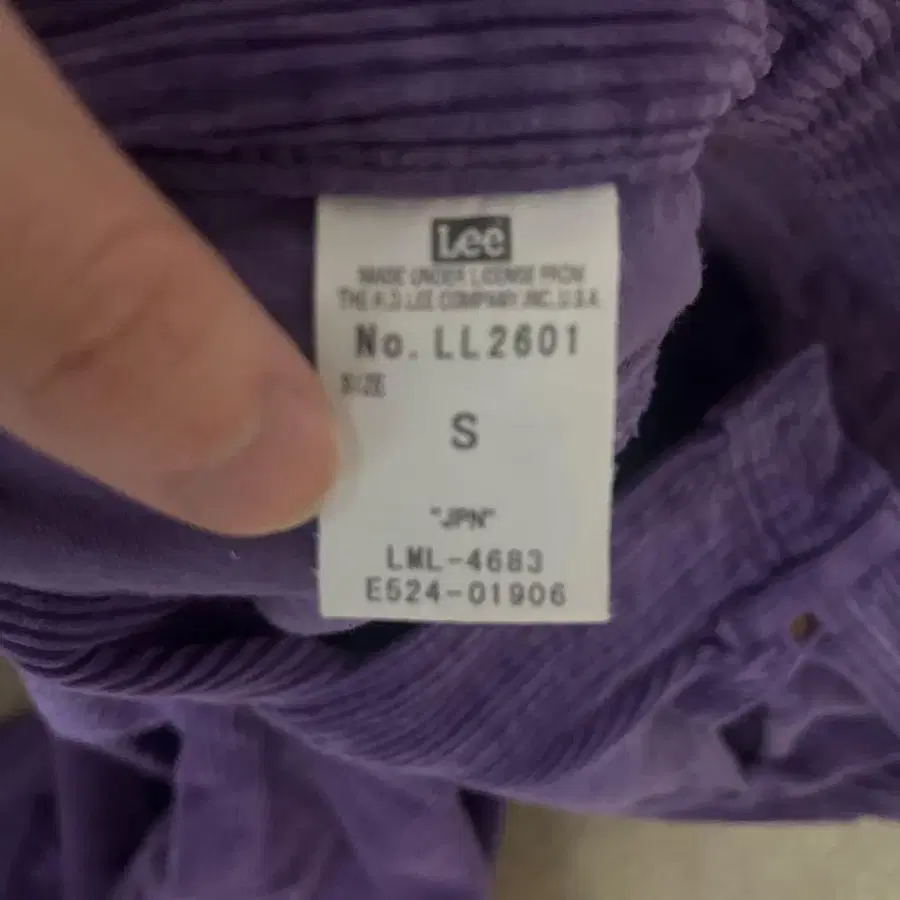 Lee
MADE UNDER LICENSE FROM
THE H.D. LEE COMPANY, INC., U.S.A.
No. LL2601
SIZE
S
"JPN"
LML-4683
E524-01906